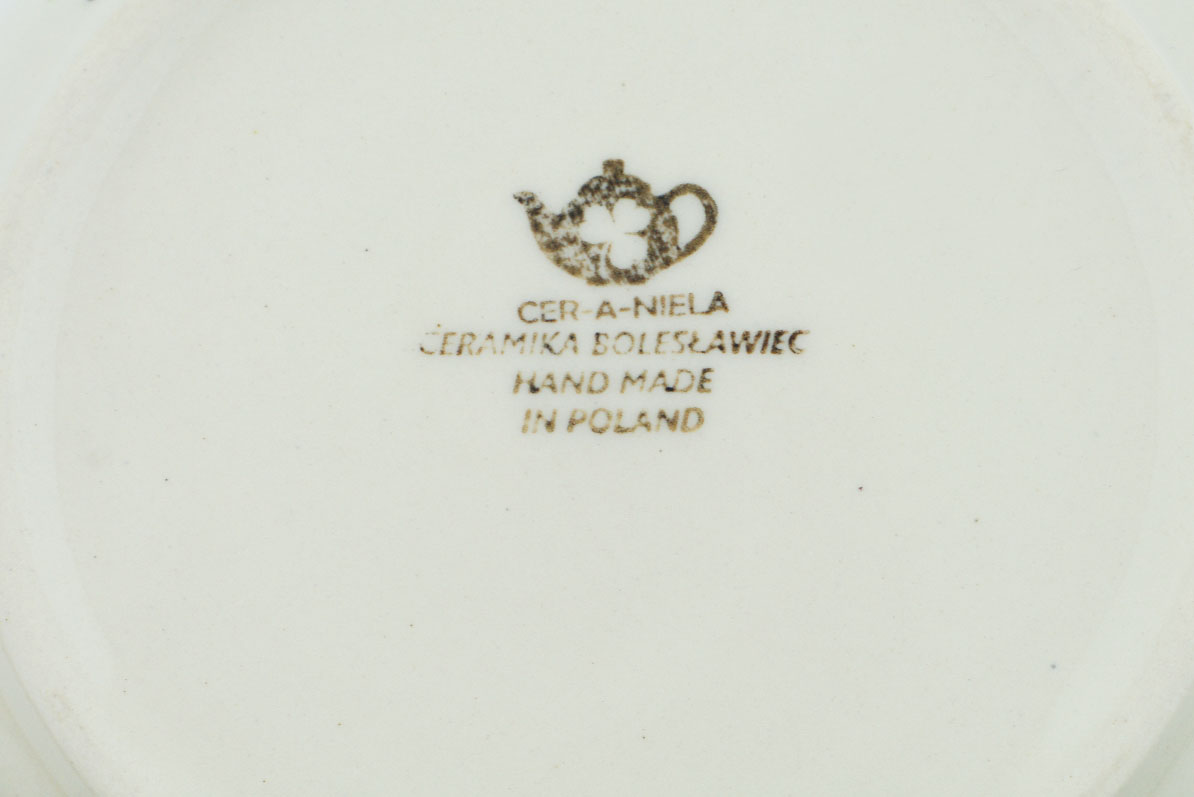 CER-A-NIELA
CERAMIKA BOLESŁAWIEC
HAND MADE
IN POLAND